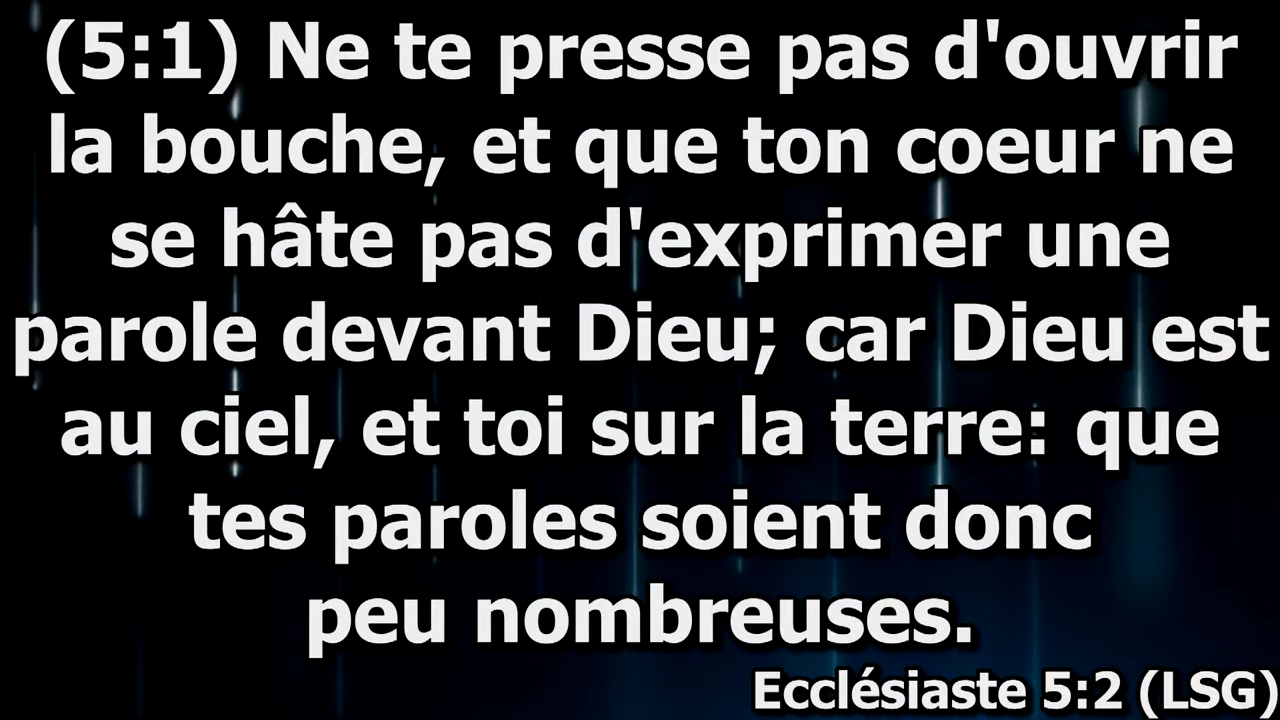 (5:1) Ne te presse pas d'ouvrir
la bouche, et que ton coeur ne
se hâte pas d'exprimer une
parole devant Dieu; car Dieu est
au ciel, et toi sur la terre: que
tes paroles soient donc
peu nombreuses.
Ecclésiaste 5:2 (LSG)